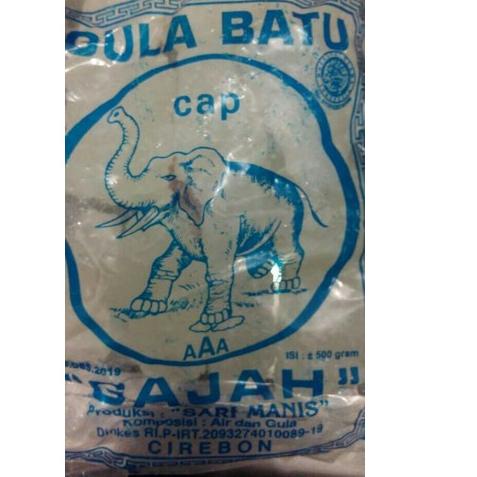 GULA BATU
cap
AAA
ISI : ± 500 gram
.2019
"GAJAH"
Produksi : "SARI MANIS"
Komposisi : Air dan Gula
Dinkes RI.P-IRT.2093274010089-19
CIREBON